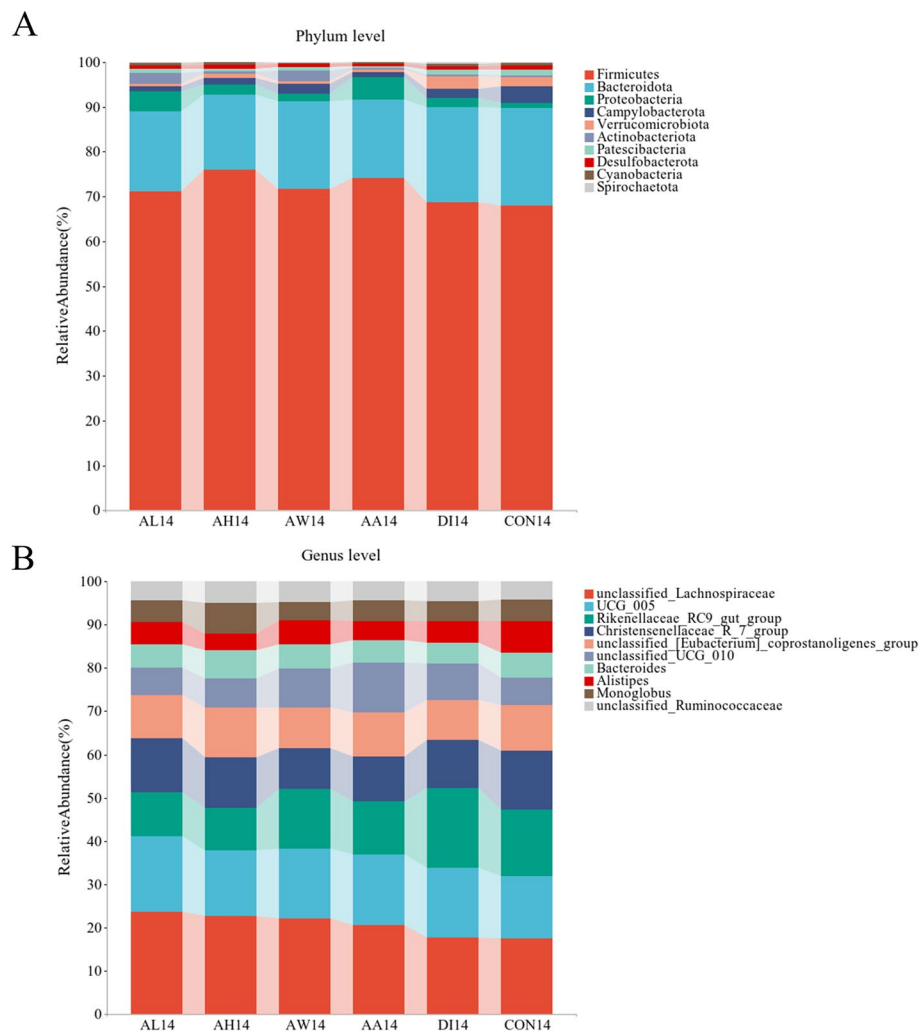 A
Phylum level
RelativeAbundance(%)
100
90
80
70
60
50
40
30
20
10
0
AL14 AH14 AW14 AA14 DI14 CON14
Firmicutes
Bacteroidota
Proteobacteria
Campylobacterota
Verrucomicrobiota
Actinobacteriota
Patescibacteria
Desulfobacterota
Cyanobacteria
Spirochaetota
B
Genus level
RelativeAbundance(%)
100
90
80
70
60
50
40
30
20
10
0
AL14 AH14 AW14 AA14 DI14 CON14
unclassified_Lachnospiraceae
UCG_005
Rikenellaceae_RC9_gut_group
Christensenellaceae_R_7_group
unclassified_[Eubacterium]_coprostanoligenes_group
unclassified_UCG_010
Bacteroides
Alistipes
Monoglobus
unclassified_Ruminococcaceae